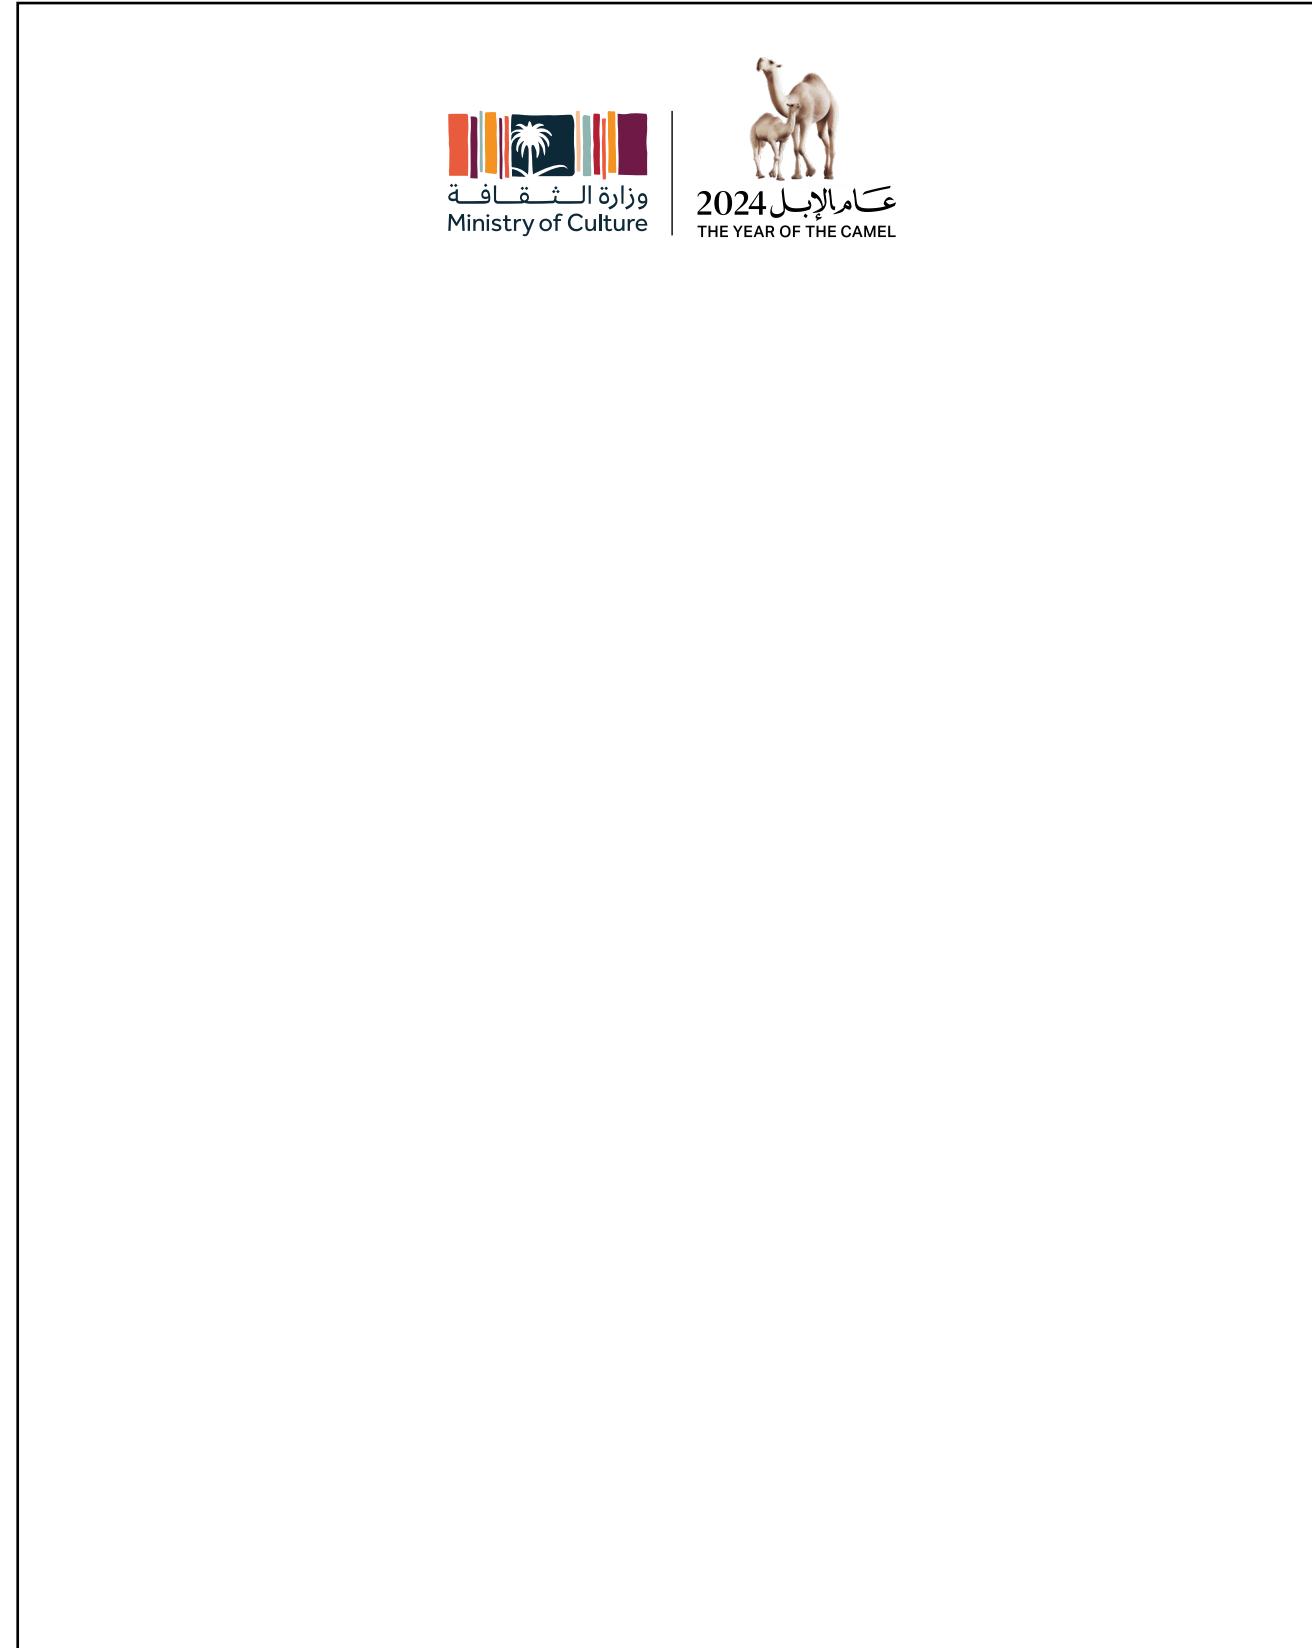 وزارة الثقافة
Ministry of Culture
عام الإبل 2024
THE YEAR OF THE CAMEL